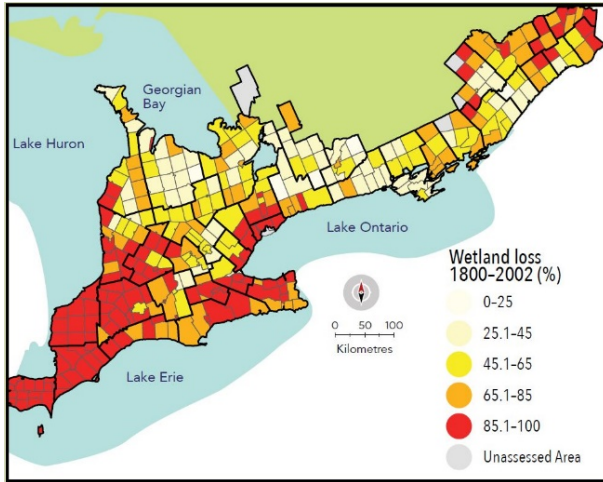 Georgian
Bay
Lake Huron
Lake Ontario
Lake Erie
0 50 100
Kilometres
Wetland loss
1800–2002 (%)
0–25
25.1–45
45.1–65
65.1–85
85.1–100
Unassessed Area